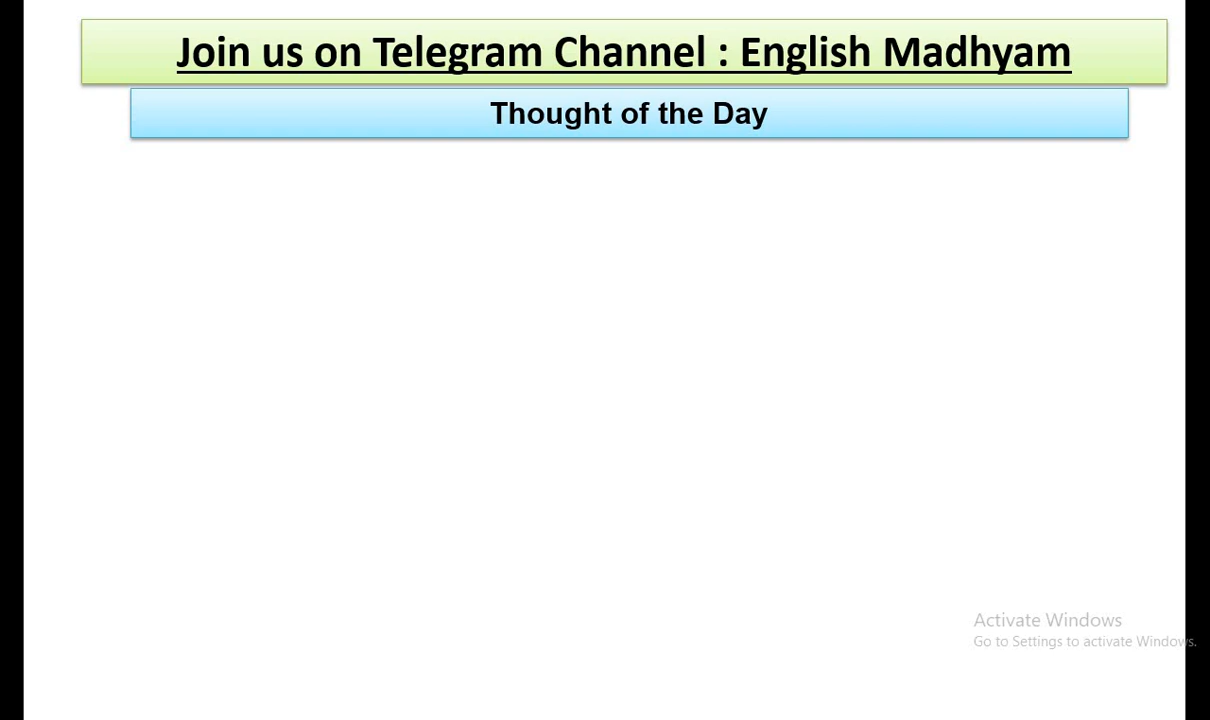 Join us on Telegram Channel : English Madhyam
Thought of the Day
Activate Windows
Go to Settings to activate Windows.